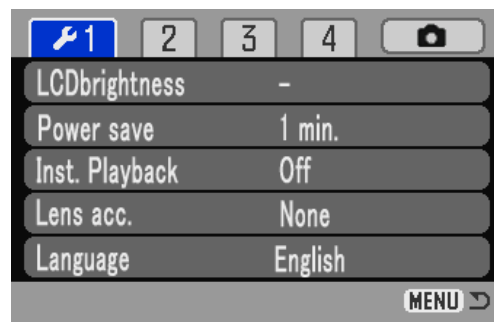 1 2 3 4
LCDbrightness –
Power save 1 min.
Inst. Playback Off
Lens acc. None
Language English
MENU